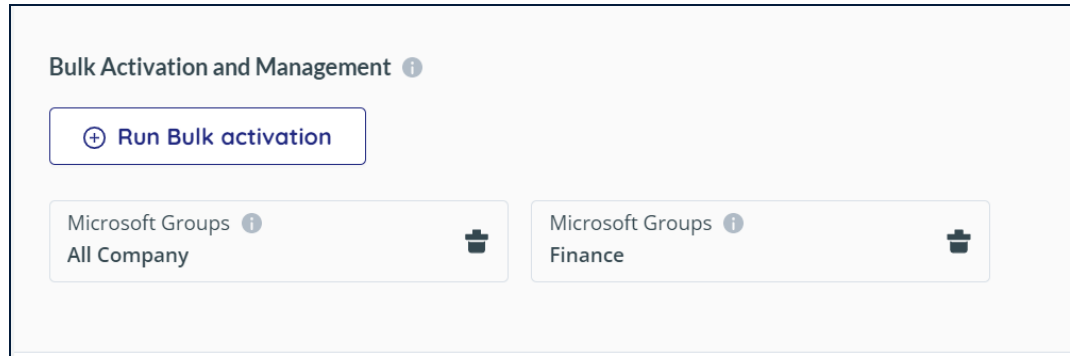 Bulk Activation and Management
Run Bulk activation
Microsoft Groups
All Company
Microsoft Groups
Finance